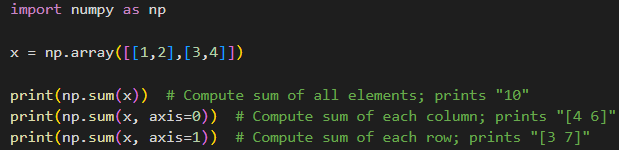 import numpy as np
x = np.array([[1,2],[3,4]])
print(np.sum(x))  # Compute sum of all elements; prints "10"
print(np.sum(x, axis=0))  # Compute sum of each column; prints "[4 6]"
print(np.sum(x, axis=1))  # Compute sum of each row; prints "[3 7]"